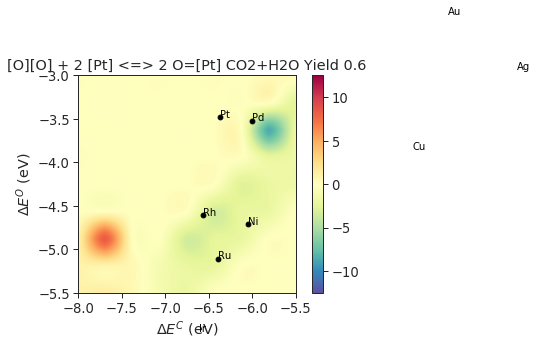 Au
[O][O] + 2 [Pt] <=> 2 O=[Pt] CO2+H2O Yield 0.6
Ag
−3.0
−3.5
−4.0
−4.5
−5.0
−5.5
ΔE^O (eV)
Pt
Pd
Cu
Rh
Ni
Ru
10
5
0
−5
−10
−8.0 −7.5 −7.0 −6.5 −6.0 −5.5
ΔE^C (eV)
Ir